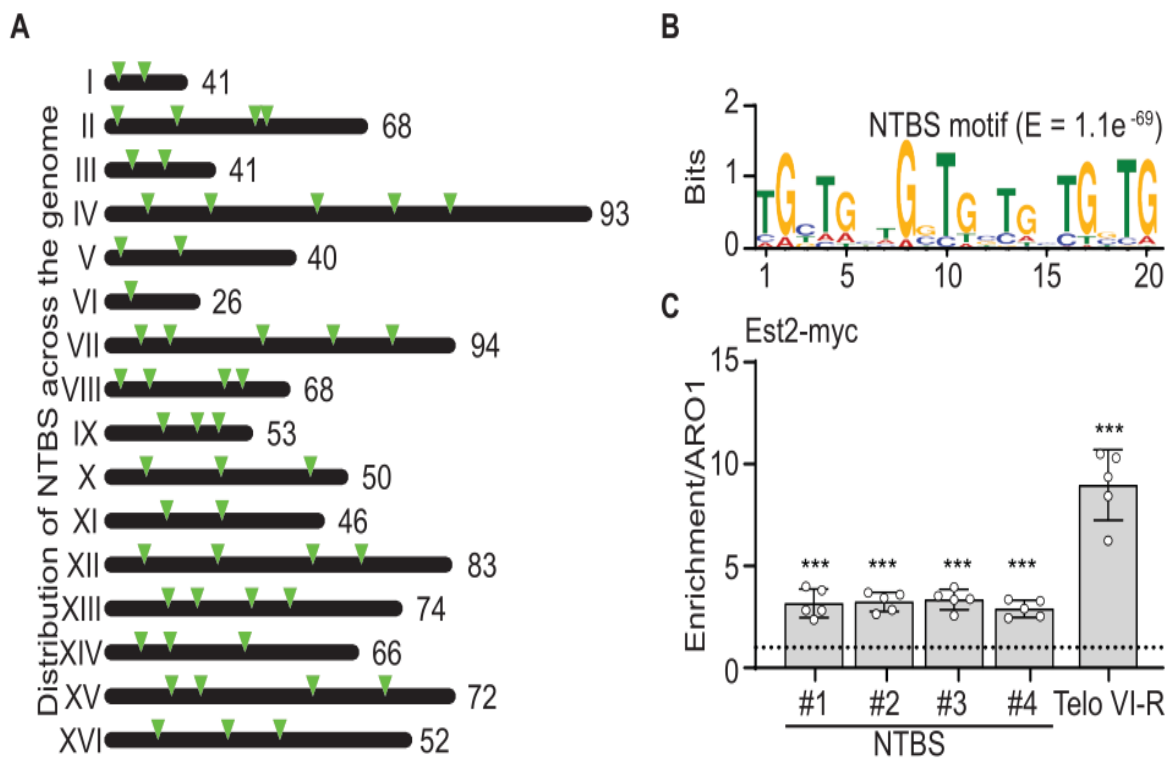 A
Distribution of NTBS across the genome
I 41
II 68
III 41
IV 93
V 40
VI 26
VII 94
VIII 68
IX 53
X 50
XI 46
XII 83
XIII 74
XIV 66
XV 72
XVI 52
B
NTBS motif (E = 1.1e⁻⁶⁹)
Bits
2
1
0
1 5 10 15 20
C
Est2-myc
Enrichment/ARO1
15
10
5
0
*** *** *** *** ***
#1 #2 #3 #4 Telo VI-R
NTBS